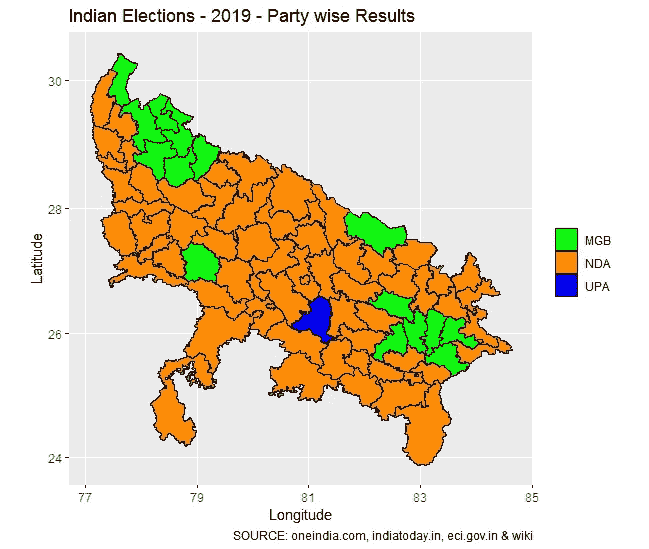 Indian Elections - 2019 - Party wise Results
30
28
26
24
Latitude
77 79 81 83 85
Longitude
MGB
NDA
UPA
SOURCE: oneindia.com, indiatoday.in, eci.gov.in & wiki